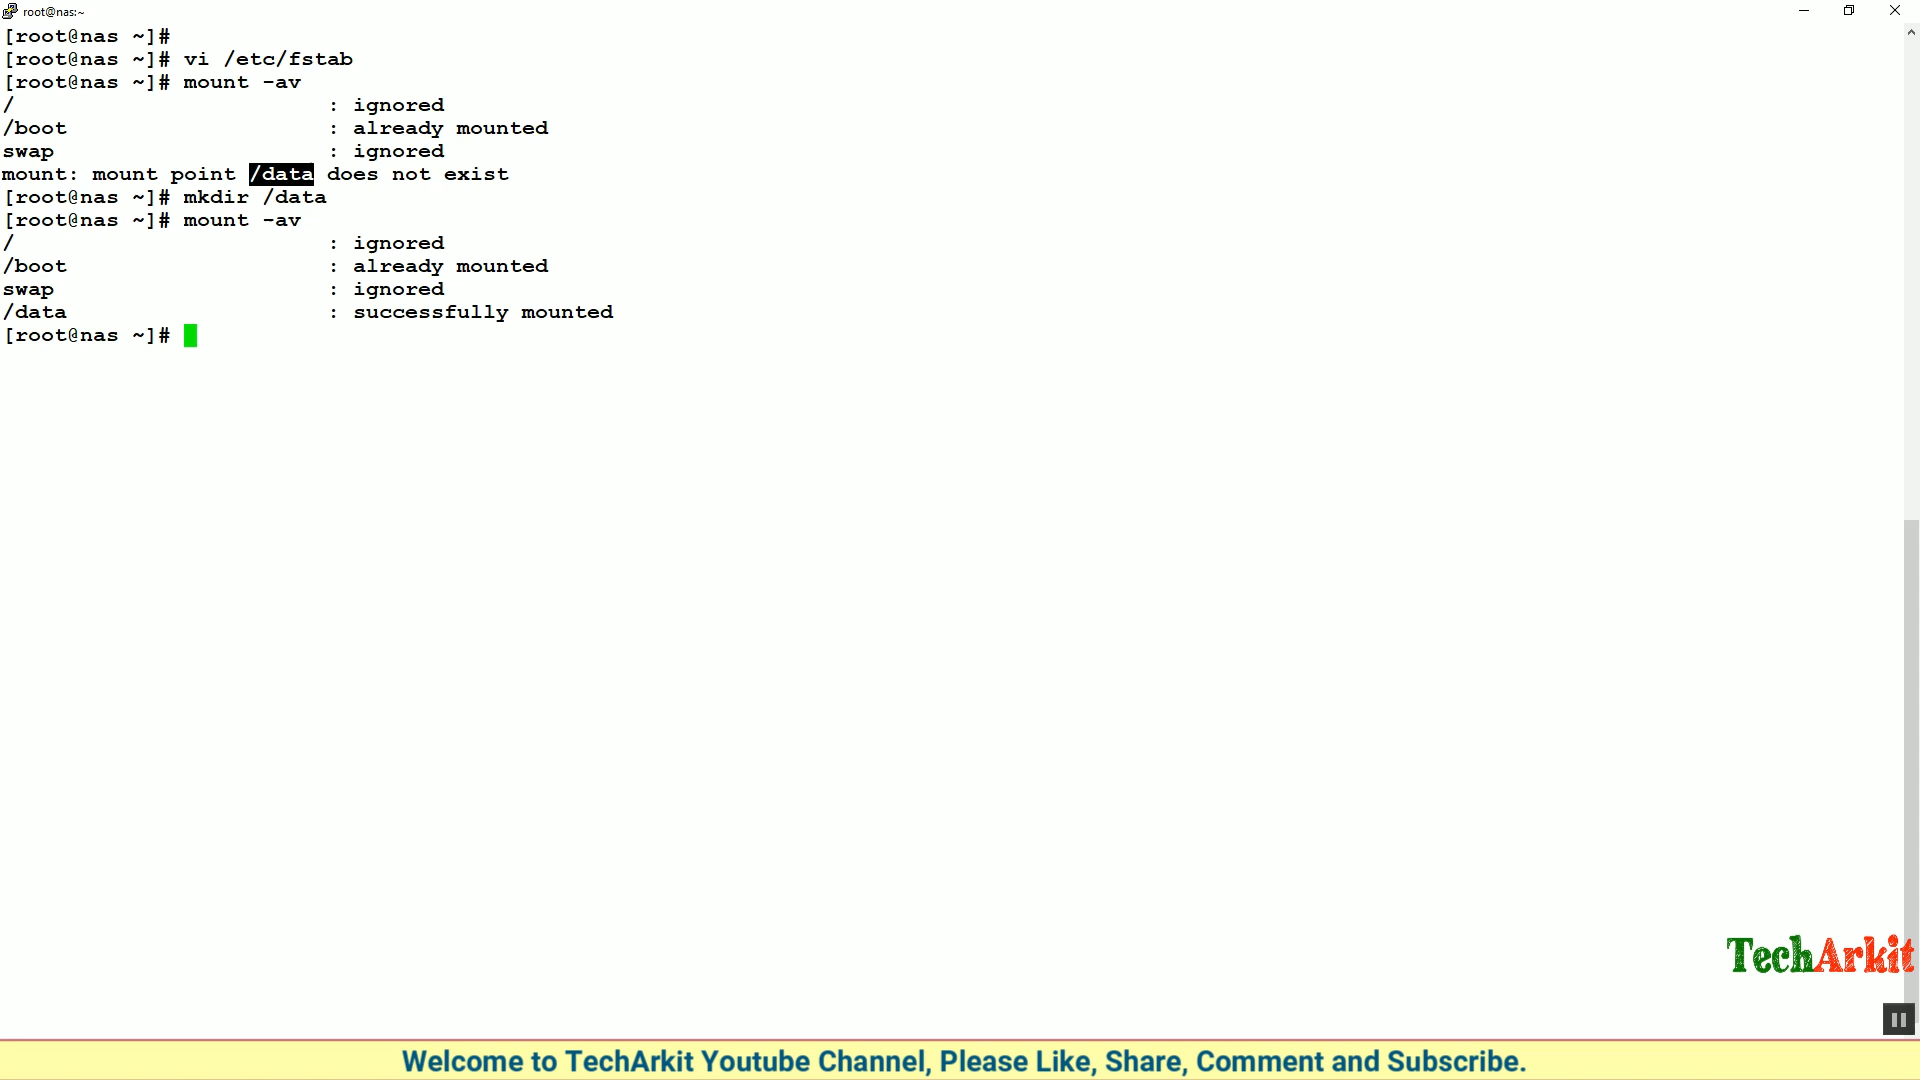 root@nas:~
[root@nas ~]#
[root@nas ~]# vi /etc/fstab
[root@nas ~]# mount -av
/                         : ignored
/boot                     : already mounted
swap                      : ignored
mount: mount point /data does not exist
[root@nas ~]# mkdir /data
[root@nas ~]# mount -av
/                         : ignored
/boot                     : already mounted
swap                      : ignored
/data                     : successfully mounted
[root@nas ~]#
TechArkit
Welcome to TechArkit Youtube Channel, Please Like, Share, Comment and Subscribe.